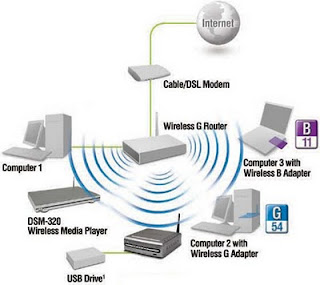 Internet
Cable/DSL Modem
Wireless G Router
Computer 1
B
11
Computer 3 with
Wireless B Adapter
DSM-320
Wireless Media Player
G
54
Computer 2 with
Wireless G Adapter
USB Drive¹